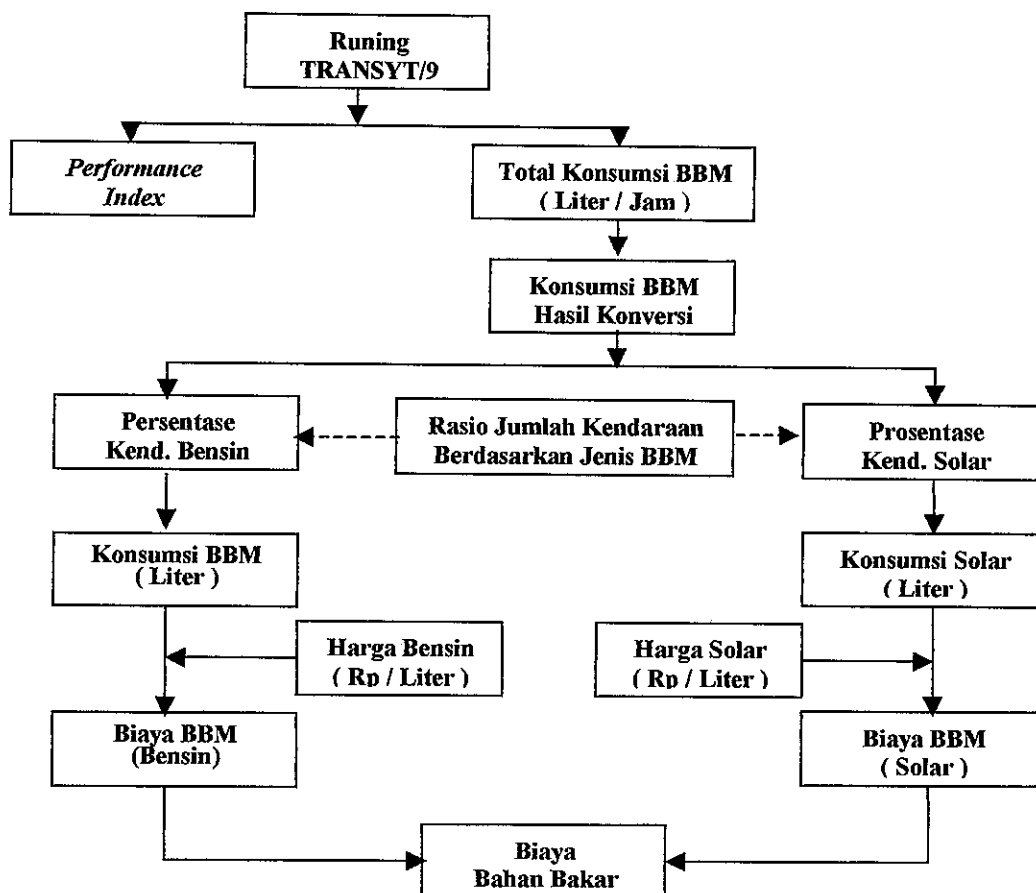 Runing
TRANSYT/9
Performance
Index
Total Konsumsi BBM
( Liter / Jam )
Konsumsi BBM
Hasil Konversi
Persentase
Kend. Bensin
Rasio Jumlah Kendaraan
Berdasarkan Jenis BBM
Prosentase
Kend. Solar
Konsumsi BBM
( Liter )
Konsumsi Solar
( Liter )
Harga Bensin
( Rp / Liter )
Harga Solar
( Rp / Liter )
Biaya BBM
(Bensin)
Biaya BBM
( Solar )
Biaya
Bahan Bakar